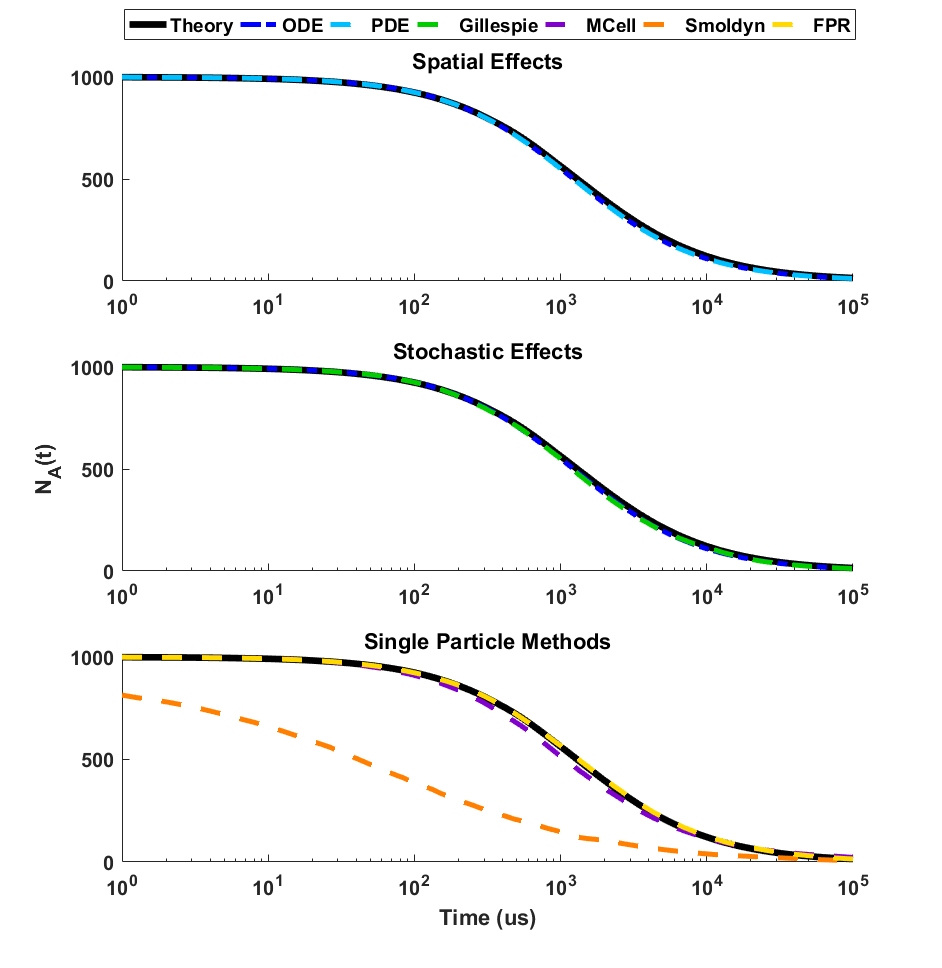 Theory ODE PDE Gillespie MCell Smoldyn FPR
Spatial Effects
1000
500
0
10^0 10^1 10^2 10^3 10^4 10^5
Stochastic Effects
1000
500
0
N_A(t)
10^0 10^1 10^2 10^3 10^4 10^5
Single Particle Methods
1000
500
0
10^0 10^1 10^2 10^3 10^4 10^5
Time (us)